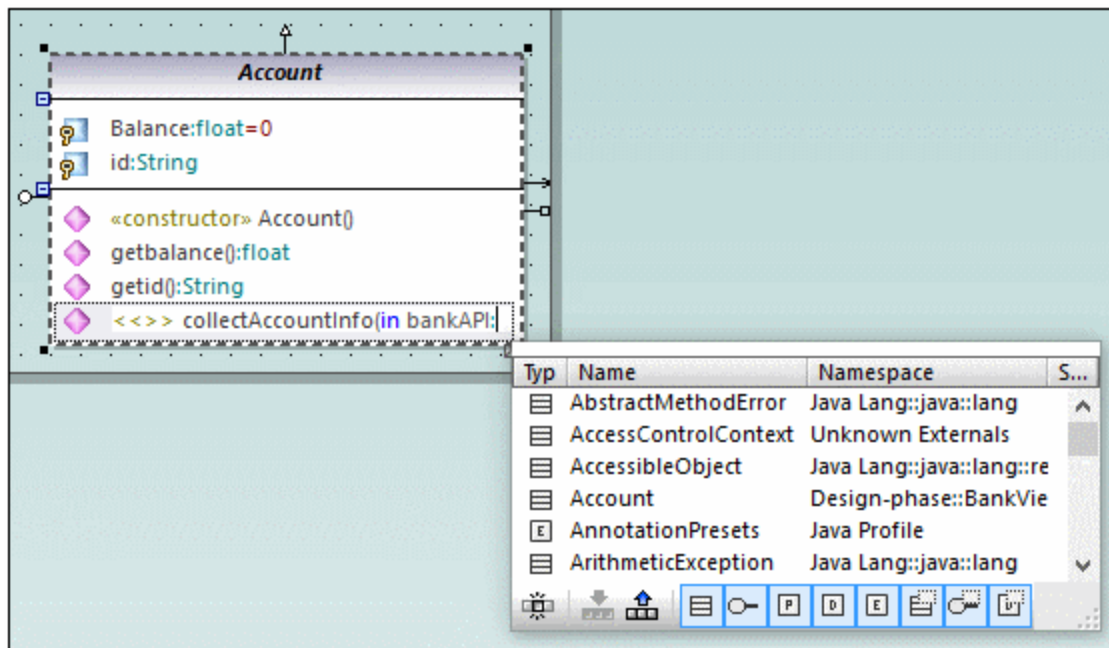 Account
Balance:float=0
id:String
«constructor» Account()
getbalance():float
getid():String
<<>> collectAccountInfo(in bankAPI:
Typ Name Namespace S...
AbstractMethodError Java Lang::java::lang
AccessControlContext Unknown Externals
AccessibleObject Java Lang::java::lang::re
Account Design-phase::BankVie
E AnnotationPresets Java Profile
ArithmeticException Java Lang::java::lang
P D E D